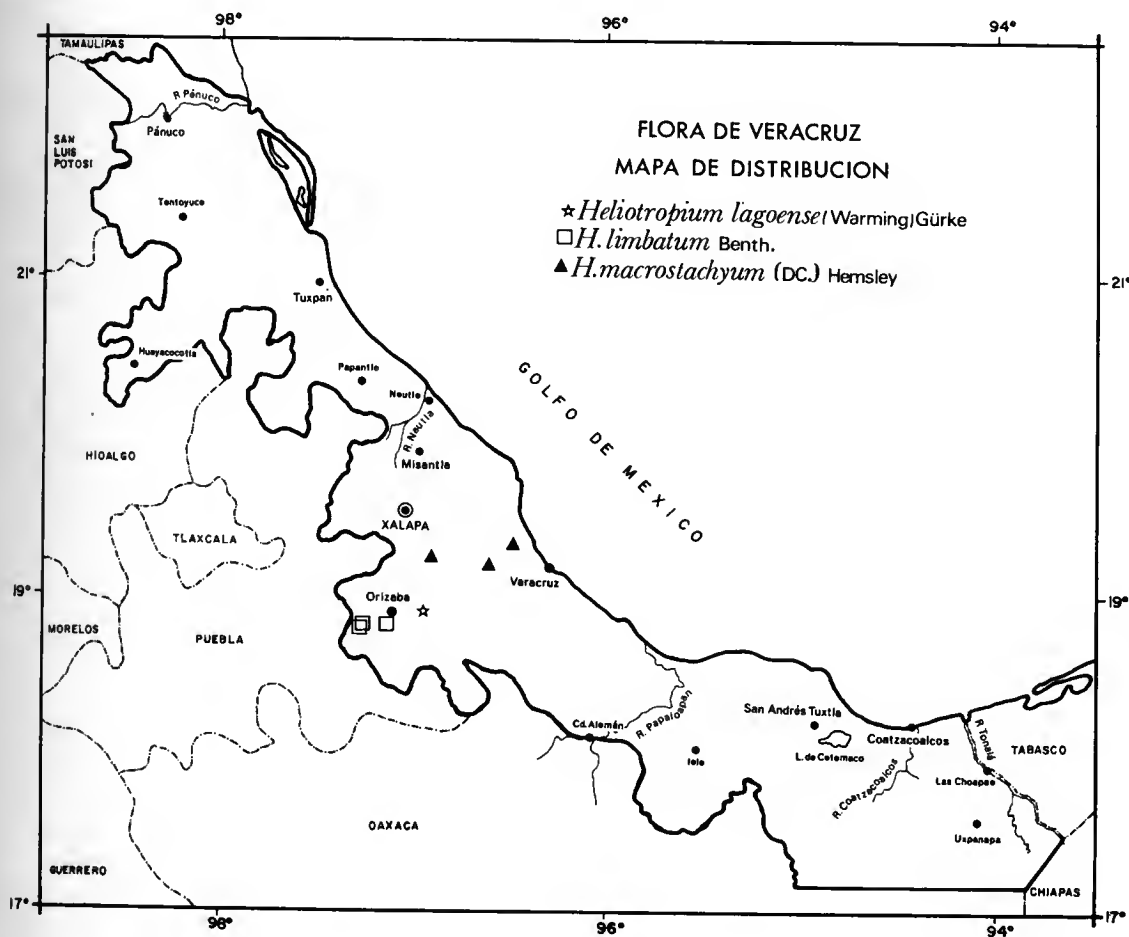 98°
96°
94°
TAMAULIPAS
R. Pánuco
Pánuco
SAN
LUIS
POTOSI
FLORA DE VERACRUZ
MAPA DE DISTRIBUCION
Heliotropium lagoense (Warming) Gürke
H. limbatum Benth.
H. macrostachyum (DC.) Hemsley
Tantoyuca
21°
21°
Tuxpan
Huayacocotla
Papantla
Nautla
R. Nautla
Misantla
GOLFO DE MEXICO
HIDALGO
XALAPA
TLAXCALA
Veracruz
19°
19°
Orizaba
MORELOS
PUEBLA
Cd. Alemán
R. Papaloapan
San Andrés Tuxtla
L. de Catemaco
Isla
Coatzacoalcos
R. Coatzacoalcos
R. Tonalá
TABASCO
Las Choapas
Uxpanapa
OAXACA
GUERRERO
CHIAPAS
17°
17°
98°
96°
94°